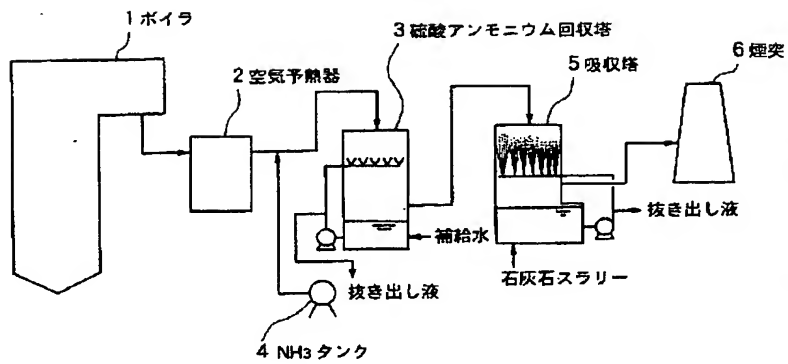 1 ボイラ
2 空気予熱器
3 硫酸アンモニウム回収塔
5 吸収塔
6 煙突
補給水
抜き出し液
抜き出し液
石灰石スラリー
4 NH3 タンク